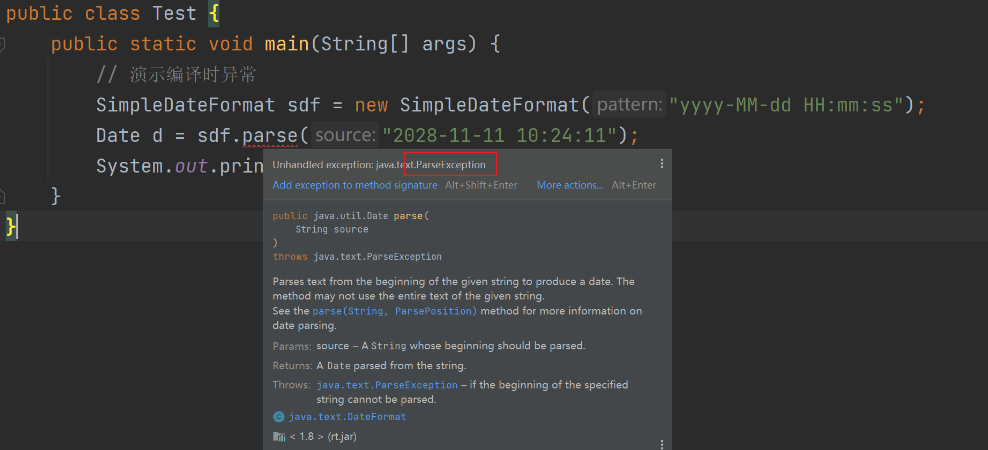 public class Test {
public static void main(String[] args) {
// 演示编译时异常
SimpleDateFormat sdf = new SimpleDateFormat( pattern: "yyyy-MM-dd HH:mm:ss");
Date d = sdf.parse( source: "2028-11-11 10:24:11");
System.out.prin
}
}
Unhandled exception: java.text.ParseException
Add exception to method signature Alt+Shift+Enter More actions... Alt+Enter
public java.util.Date parse(
String source
)
throws java.text.ParseException
Parses text from the beginning of the given string to produce a date. The
method may not use the entire text of the given string.
See the parse(String, ParsePosition) method for more information on
date parsing.
Params: source – A String whose beginning should be parsed.
Returns: A Date parsed from the string.
Throws: java.text.ParseException – if the beginning of the specified
string cannot be parsed.
C java.text.DateFormat
< 1.8 > (rt.jar)